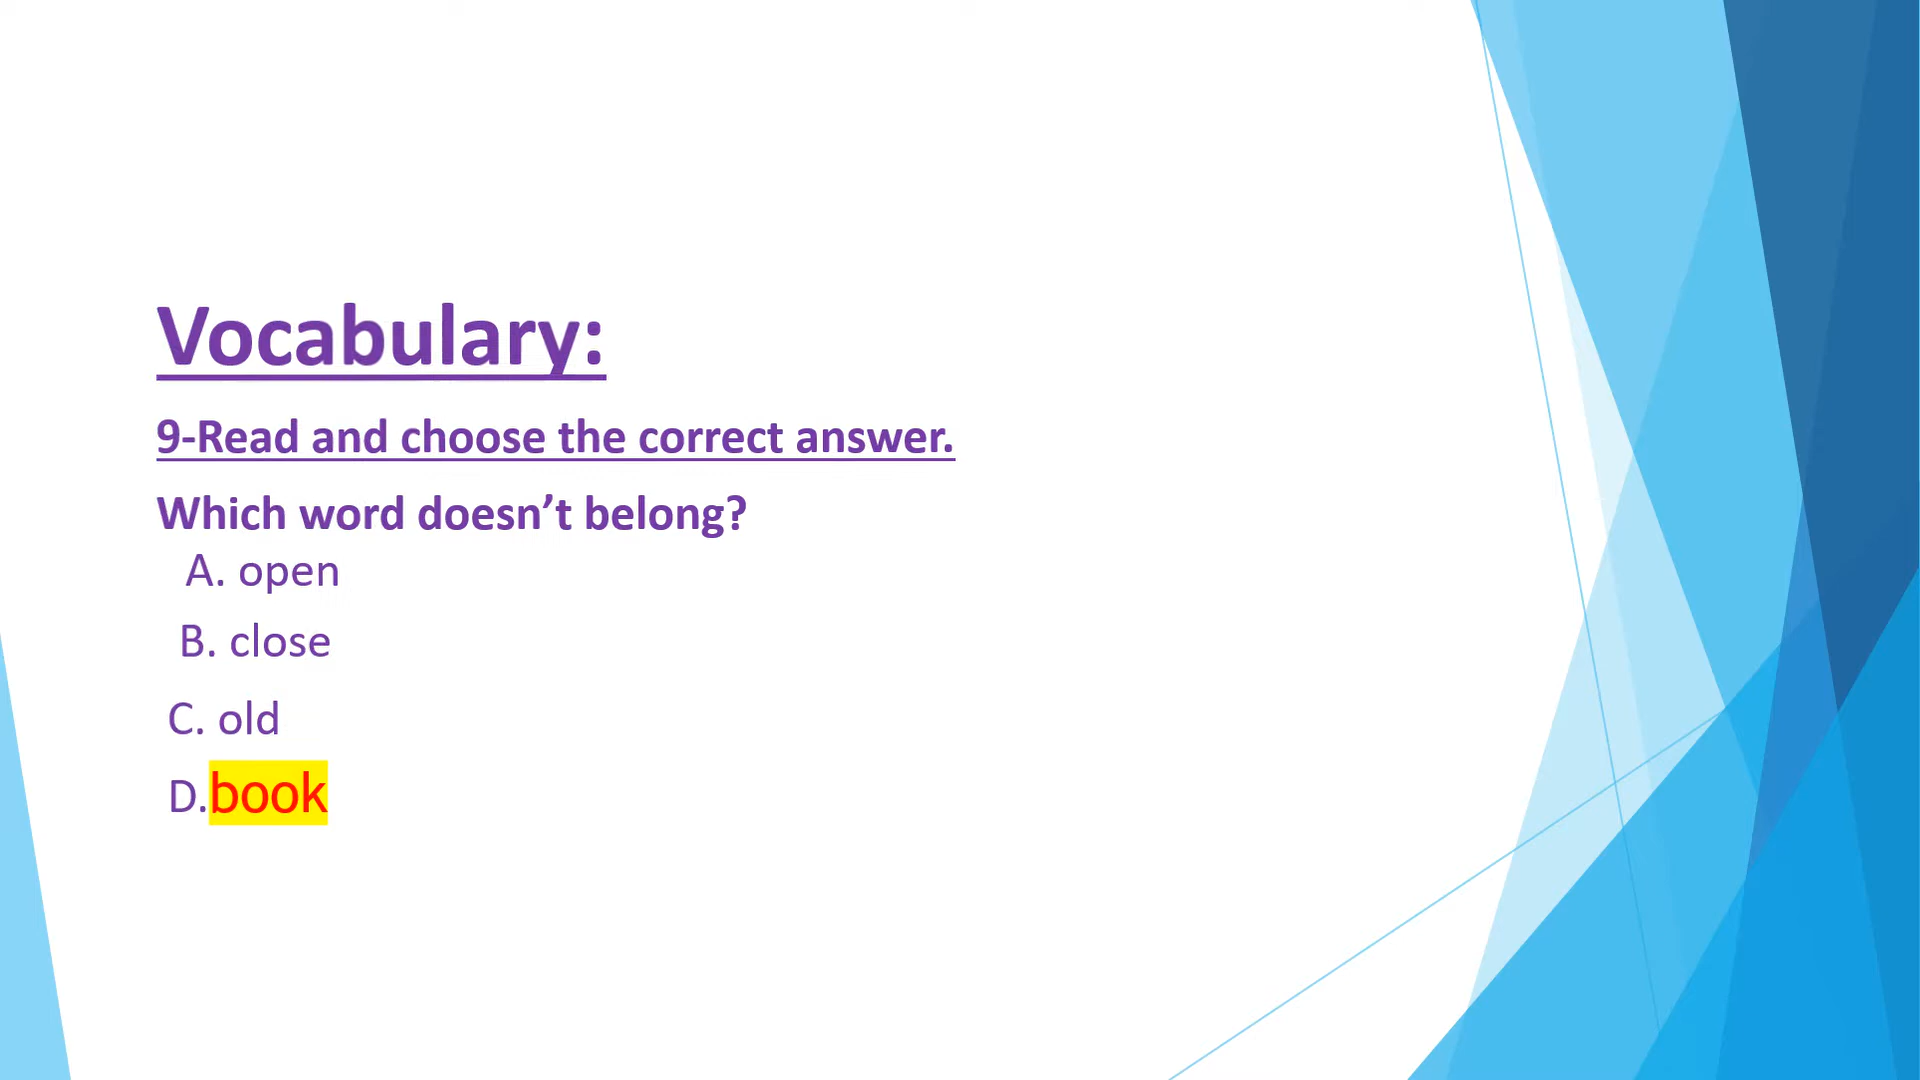 Vocabulary:
9-Read and choose the correct answer.
Which word doesn’t belong?
A. open
B. close
C. old
D.book